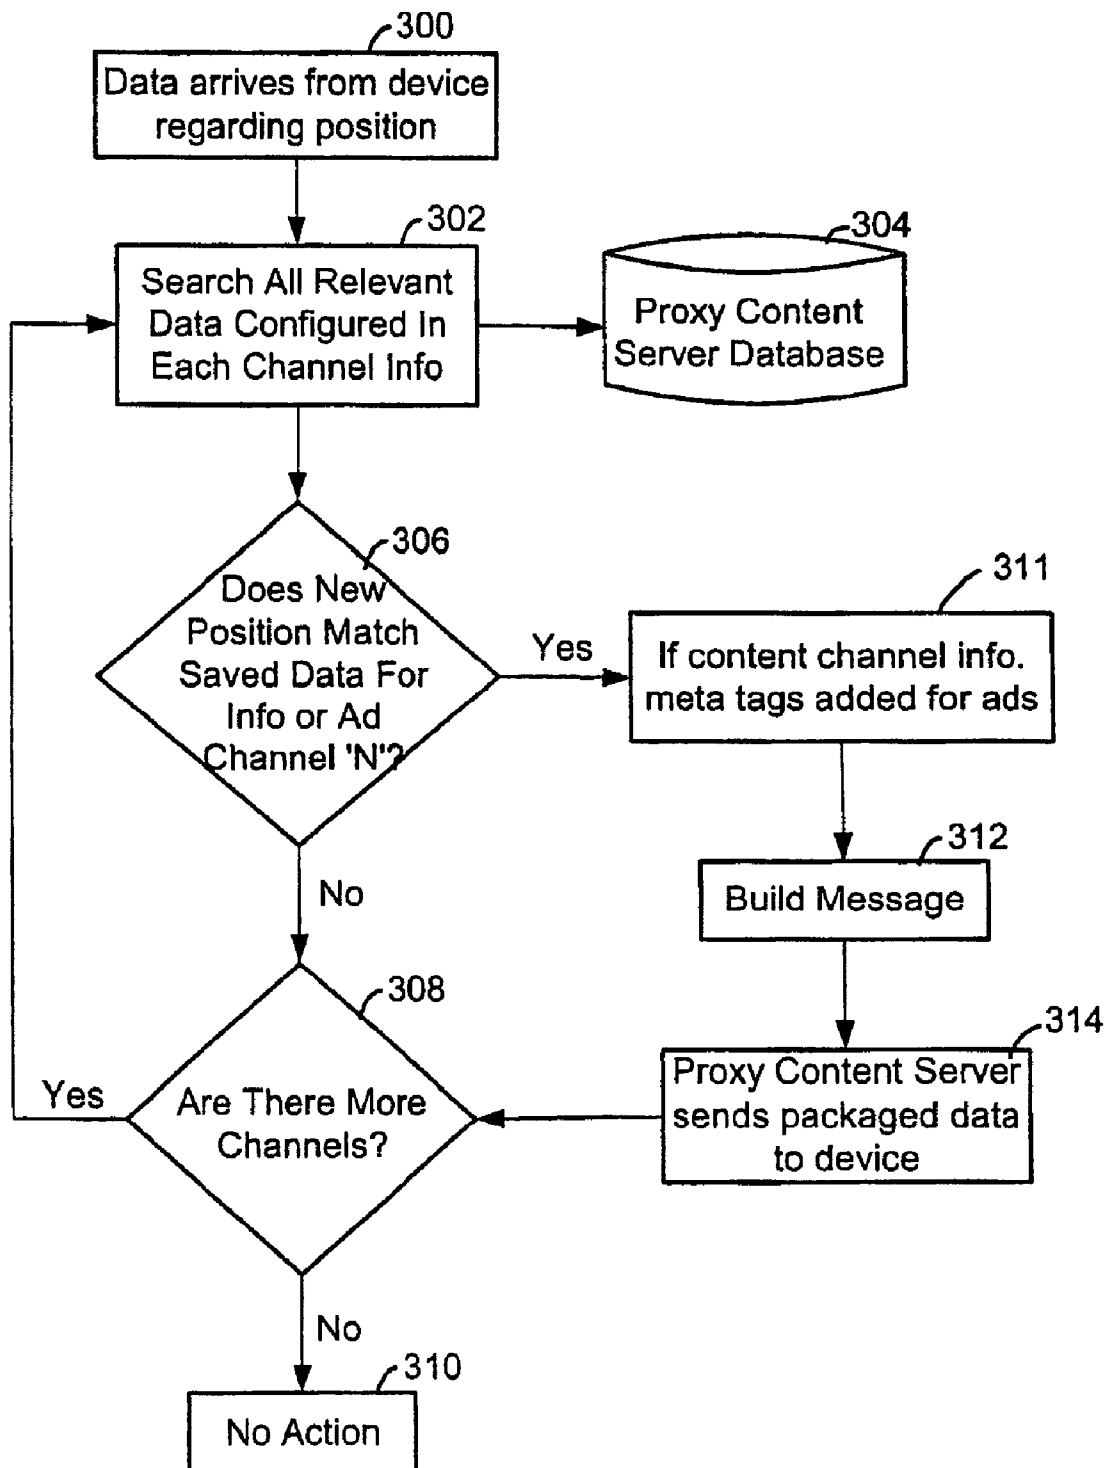 300
Data arrives from device
regarding position
302
Search All Relevant
Data Configured In
Each Channel Info
304
Proxy Content
Server Database
306
Does New
Position Match
Saved Data For
Info or Ad
Channel 'N'?
Yes
311
If content channel info.
meta tags added for ads
312
Build Message
No
308
Are There More
Channels?
Yes
314
Proxy Content Server
sends packaged data
to device
No
310
No Action